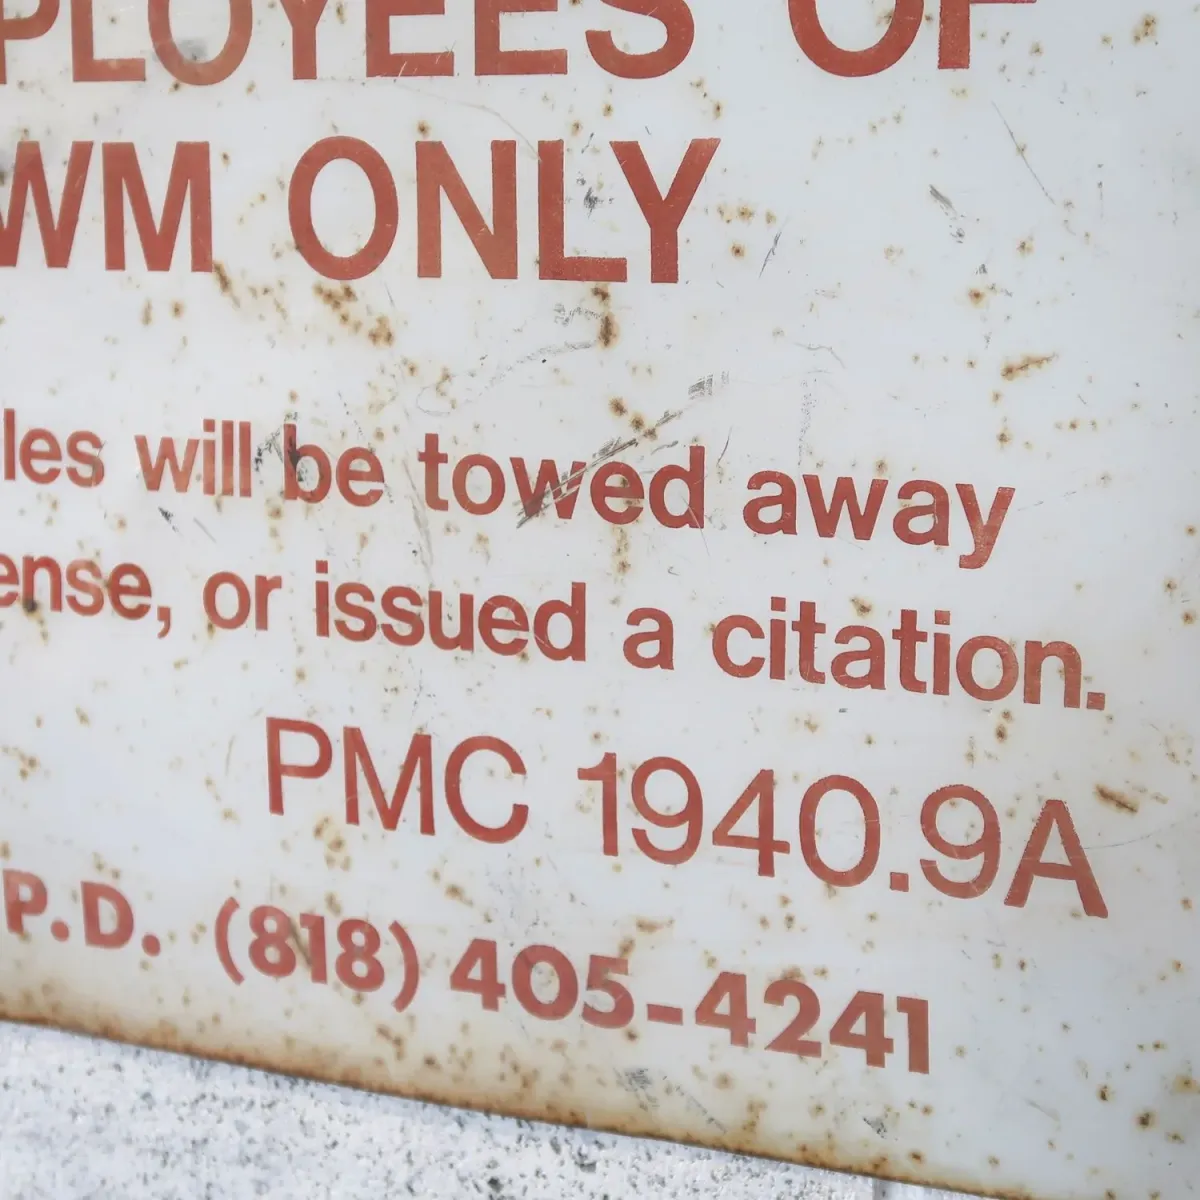 PLOYEES OF
WM ONLY
les will be towed away
ense, or issued a citation.
PMC 1940.9A
P.D. (818) 405-4241